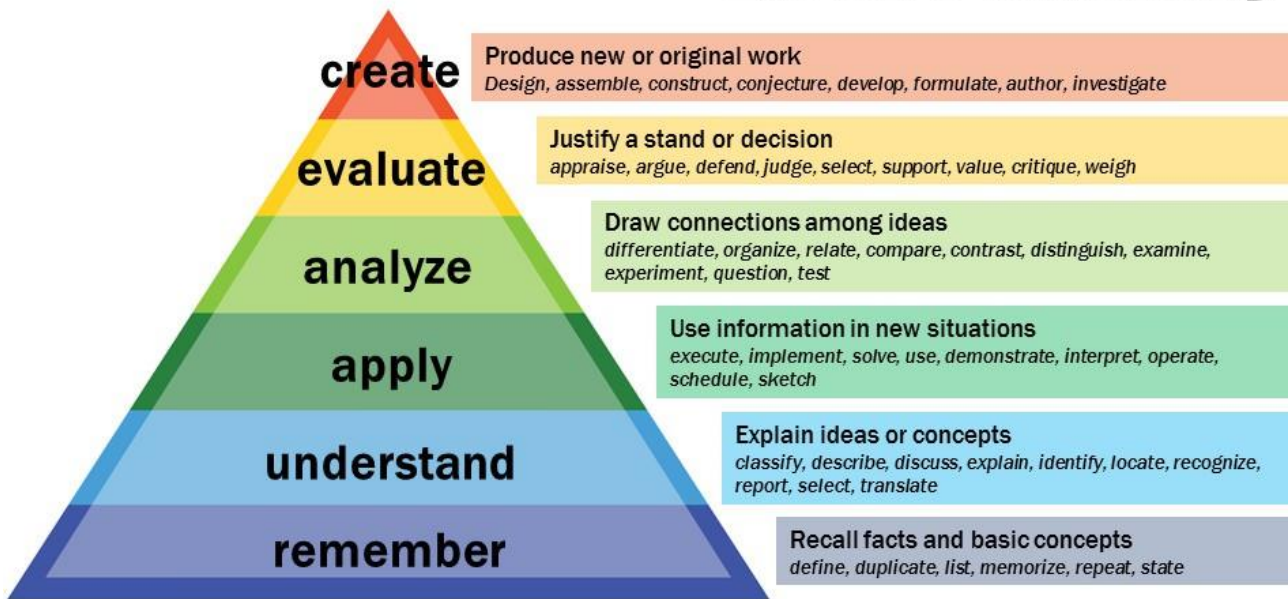 create
Produce new or original work
Design, assemble, construct, conjecture, develop, formulate, author, investigate
evaluate
Justify a stand or decision
appraise, argue, defend, judge, select, support, value, critique, weigh
analyze
Draw connections among ideas
differentiate, organize, relate, compare, contrast, distinguish, examine,
experiment, question, test
apply
Use information in new situations
execute, implement, solve, use, demonstrate, interpret, operate,
schedule, sketch
understand
Explain ideas or concepts
classify, describe, discuss, explain, identify, locate, recognize,
report, select, translate
remember
Recall facts and basic concepts
define, duplicate, list, memorize, repeat, state